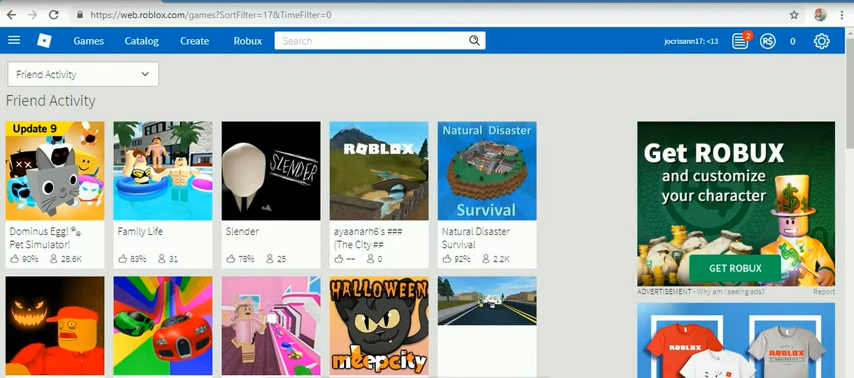 https://web.roblox.com/games?SortFilter=17&TimeFilter=0
Games
Catalog
Create
Robux
Search
jocrisann17: <13
2
R$
0
Friend Activity
Friend Activity
Update 9
SLENDER
ROBLOX
Natural Disaster
Survival
Dominus Egg! 🐾
Pet Simulator!
90% 28.6K
Family Life
83% 31
Slender
78% 25
ayaanarh6's ###
(The City ##
-- 0
Natural Disaster
Survival
92% 2.2K
HALLOWEEN
meepcity
Get ROBUX
and customize
your character
GET ROBUX
ADVERTISEMENT - Why am I seeing ads?
Report
ROBLOX
ROBLOX